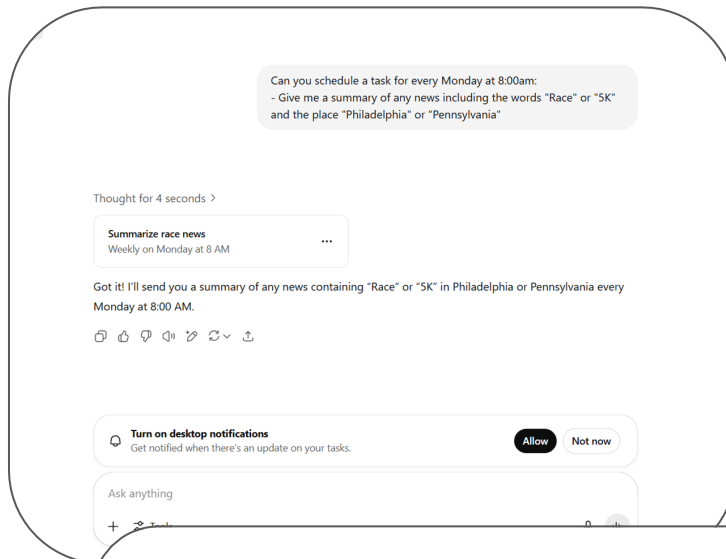 Can you schedule a task for every Monday at 8:00am:
- Give me a summary of any news including the words "Race" or "5K"
and the place "Philadelphia" or "Pennsylvania"
Thought for 4 seconds >
Summarize race news
Weekly on Monday at 8 AM
Got it! I'll send you a summary of any news containing "Race" or "5K" in Philadelphia or Pennsylvania every
Monday at 8:00 AM.
Turn on desktop notifications
Get notified when there's an update on your tasks.
Allow
Not now
Ask anything